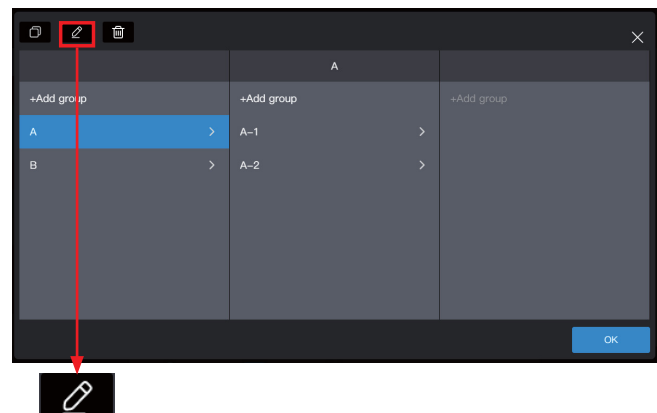 A
+Add group +Add group +Add group
A A–1
B A–2
OK